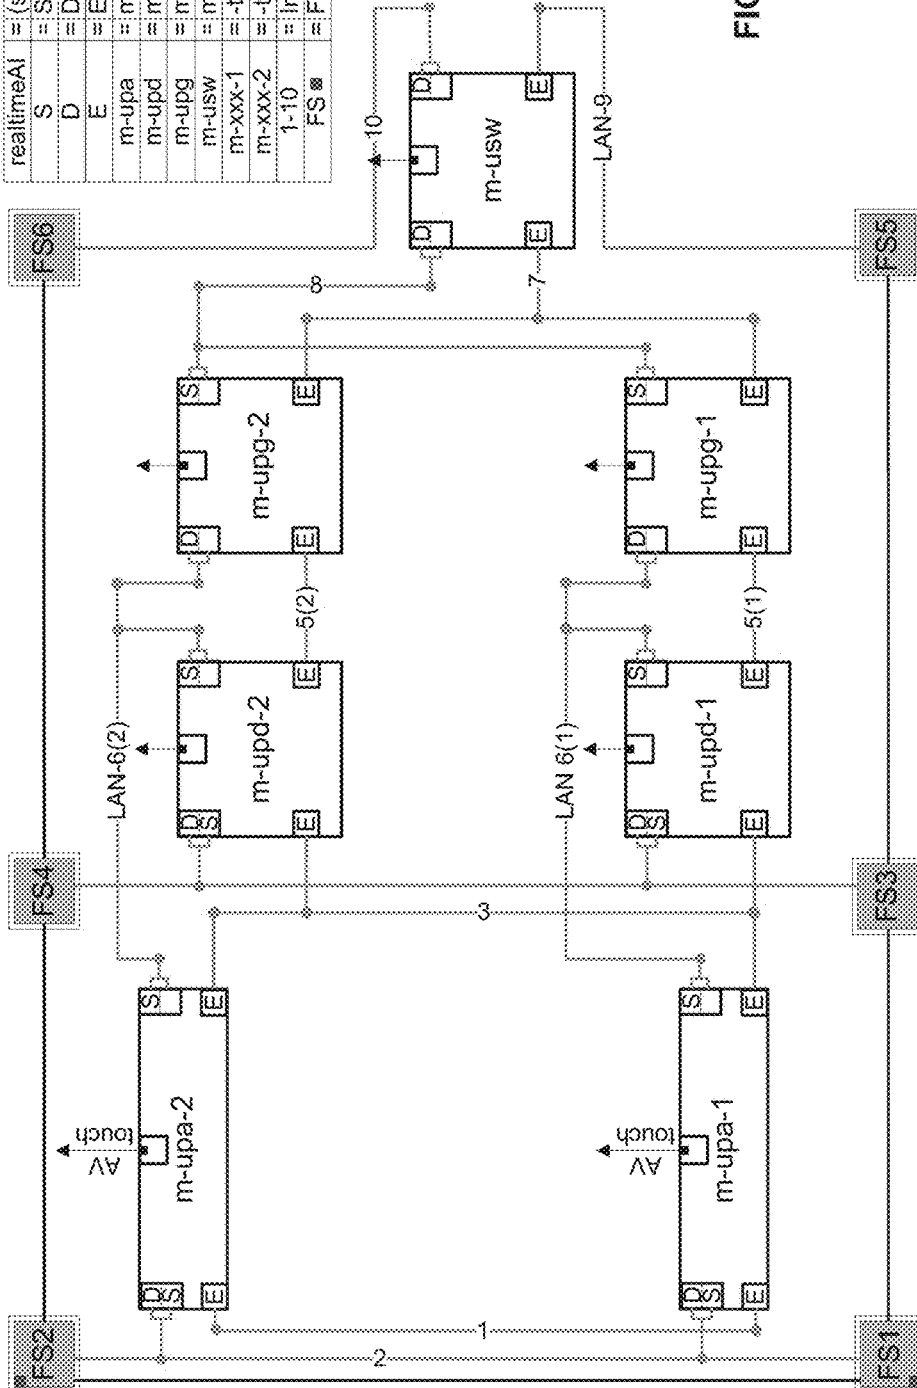 FS2
FS4
FS6
realtimeAI = (s
S = S
D = D
E = E
m-upa = m
m-upd = m
m-upg = m
m-usw = m
m-xxx-1 = -t
m-xxx-2 = -t
1-10
FS = F
AV touch
LAN-6(2)
D S
S
m-upa-2
E
E
D S
S
m-upd-2
E
E
D
S
m-upg-2
E
E
5(2)
8
10
D
D
m-usw
E
E
7
LAN-9
1
2
3
AV touch
LAN 6(1)
D S
S
m-upa-1
E
E
D S
S
m-upd-1
E
E
D
S
m-upg-1
E
E
5(1)
FS1
FS3
FS5